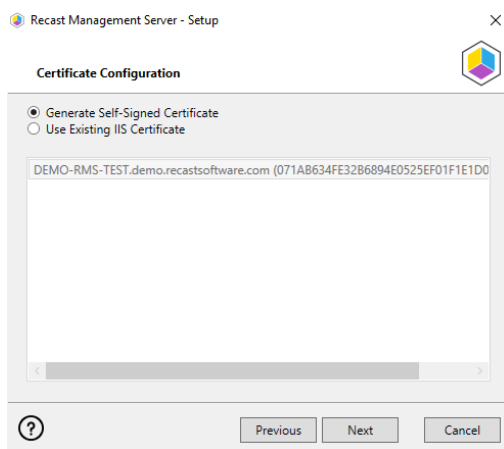 Recast Management Server - Setup
Certificate Configuration
Generate Self-Signed Certificate
Use Existing IIS Certificate
DEMO-RMS-TEST.demo.recastsoftware.com (071AB634FE32B6894E0525EF01F1E1D0
Previous
Next
Cancel